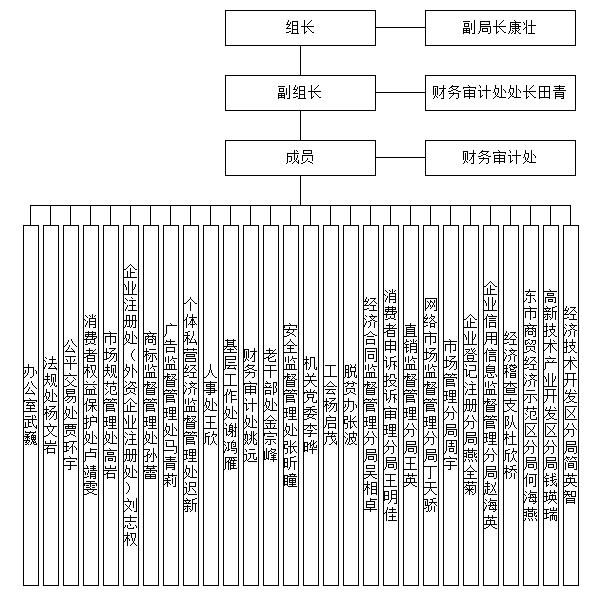 组长
副局长康壮
副组长
财务审计处处长田青
成员
财务审计处
办公室武巍
法规处杨文岩
公平交易处贾环宇
消费者权益保护处卢靖雯
市场规范管理处高岩
企业注册处（外资企业注册处）刘志权
商标监督管理处孙蕾
广告监督管理处马青莉
个体私营经济监督管理处迟新
人事处王欣
基层工作处谢鸿雁
财务审计处姚远
老干部处金宗峰
安全监督管理处张昕瞳
机关党委李晔
工会杨启茂
脱贫办张波
经济合同监督管理分局吴相卓
消费者申诉投诉审理分局王明佳
直销监督管理分局王英
网络市场监督管理分局丁天骄
市场管理分局周宇
企业登记注册分局燕全菊
企业信用信息监督管理分局赵海英
经济稽查支队杜欣桥
东市商贸经济示范区分局何海燕
高新技术产业开发区分局钱瑛瑞
经济技术开发区分局简英智